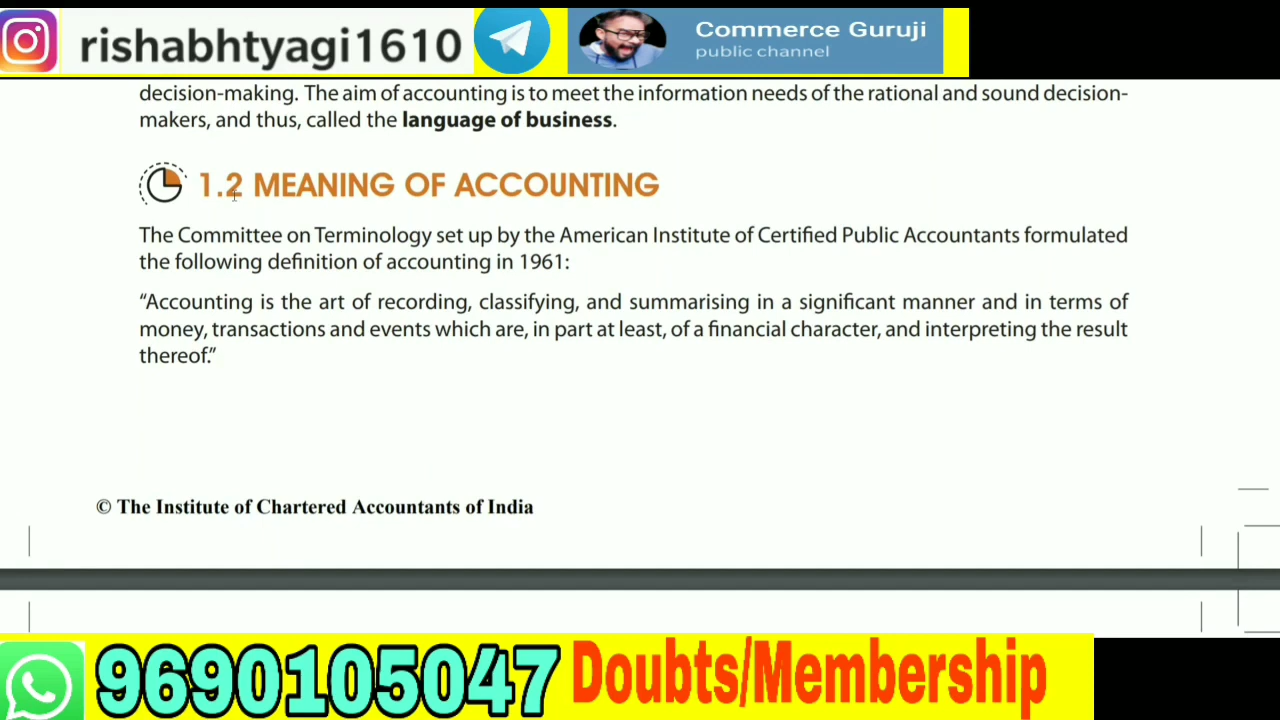 rishabhtyagi1610
Commerce Guruji
public channel
decision-making. The aim of accounting is to meet the information needs of the rational and sound decision-
makers, and thus, called the language of business.
1.2 MEANING OF ACCOUNTING
The Committee on Terminology set up by the American Institute of Certified Public Accountants formulated
the following definition of accounting in 1961:
“Accounting is the art of recording, classifying, and summarising in a significant manner and in terms of
money, transactions and events which are, in part at least, of a financial character, and interpreting the result
thereof.”
© The Institute of Chartered Accountants of India
9690105047 Doubts/Membership